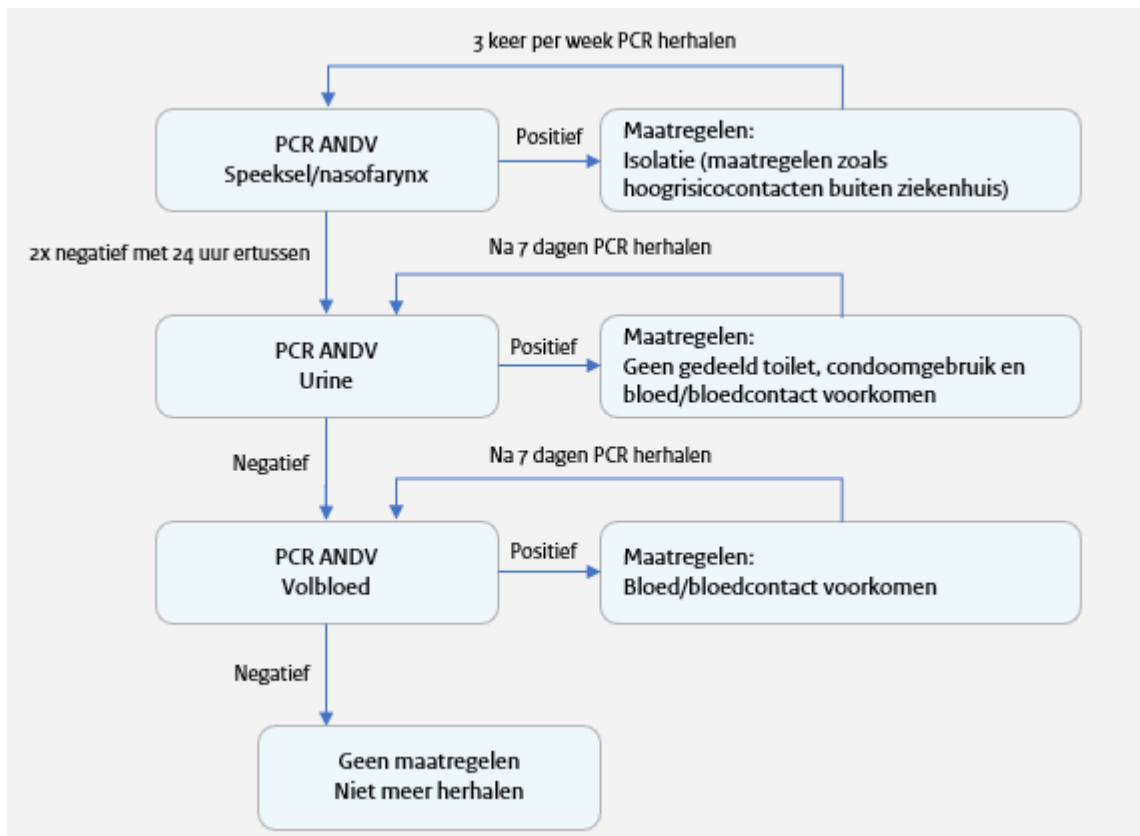 3 keer per week PCR herhalen
PCR ANDV
Speeksel/nasofarynx
Positief
Maatregelen:
Isolatie (maatregelen zoals
hoogrisicocontacten buiten ziekenhuis)
2x negatief met 24 uur ertussen
Na 7 dagen PCR herhalen
PCR ANDV
Urine
Positief
Maatregelen:
Geen gedeeld toilet, condoomgebruik en
bloed/bloedcontact voorkomen
Negatief
Na 7 dagen PCR herhalen
PCR ANDV
Volbloed
Positief
Maatregelen:
Bloed/bloedcontact voorkomen
Negatief
Geen maatregelen
Niet meer herhalen